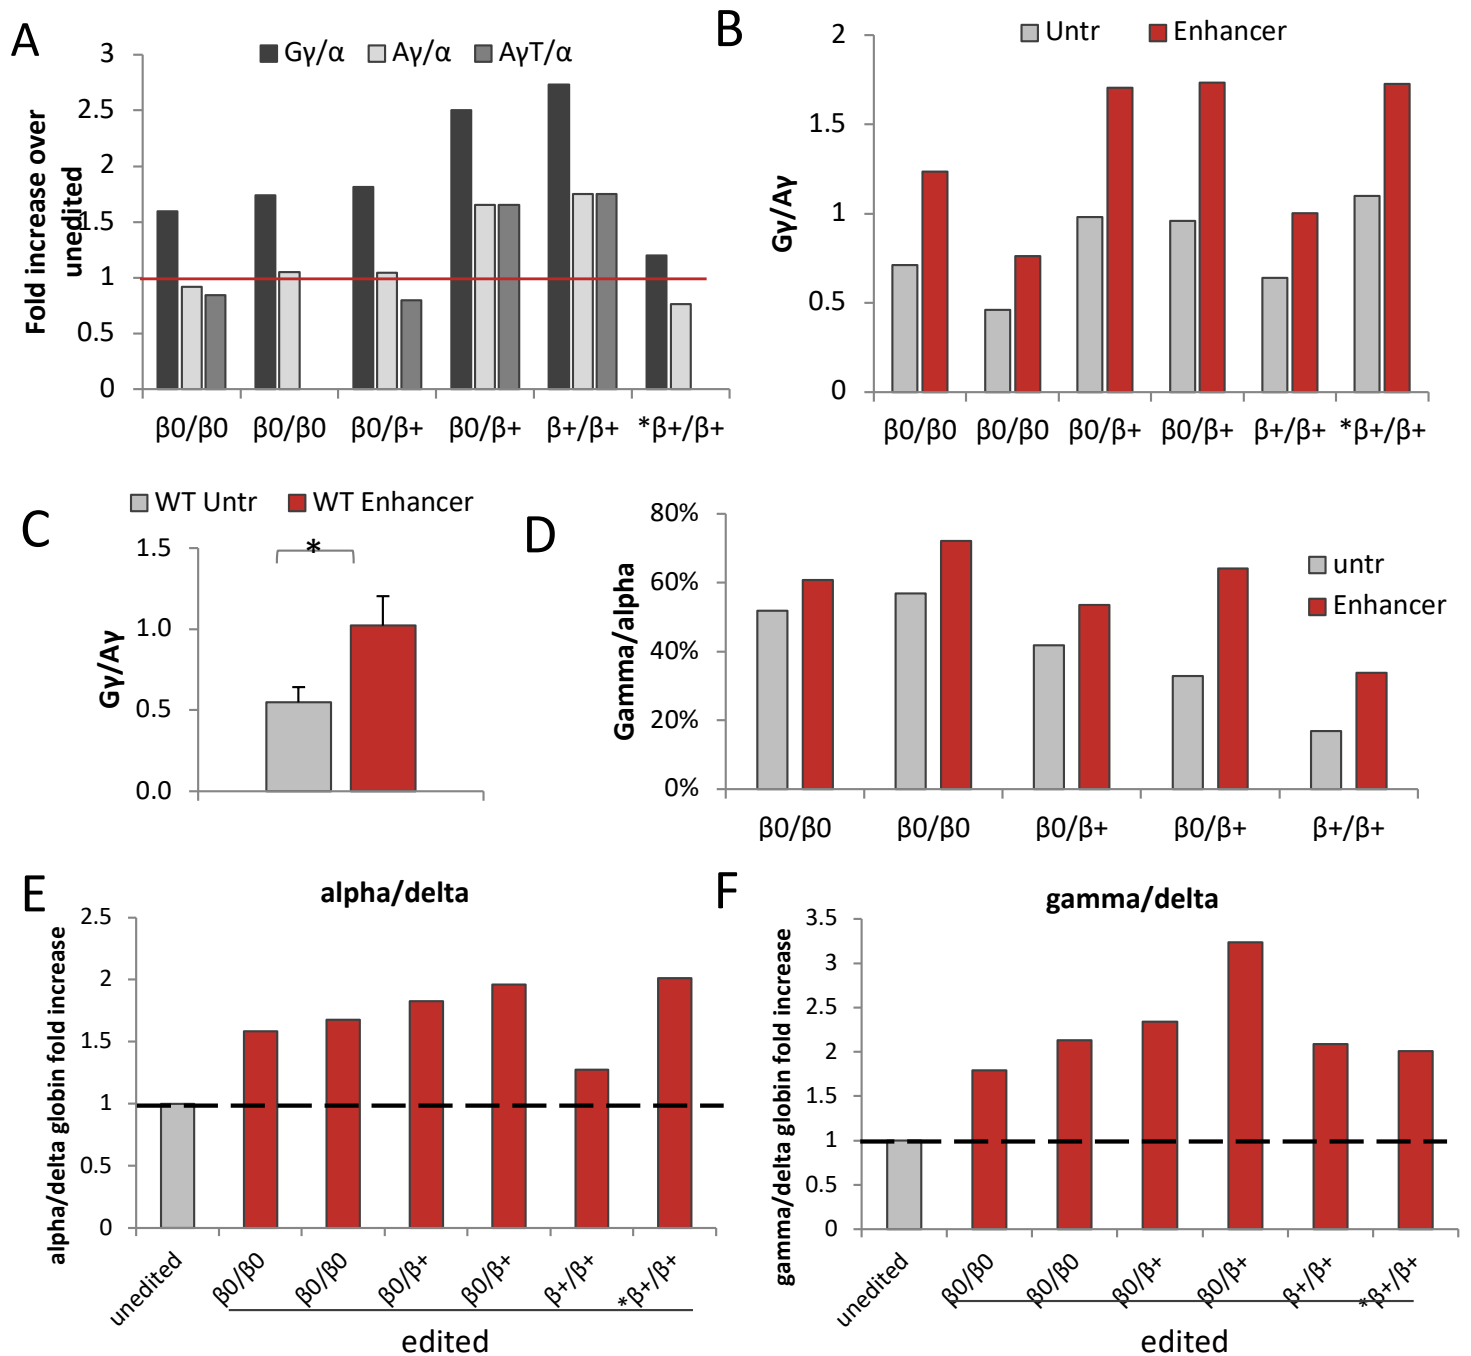 A
Gγ/α Aγ/α AγT/α
Fold increase over
unedited
3
2.5
2
1.5
1
0.5
0
β0/β0 β0/β0 β0/β+ β0/β+ β+/β+ *β+/β+
B
Untr Enhancer
Gγ/Aγ
2
1.5
1
0.5
0
β0/β0 β0/β0 β0/β+ β0/β+ β+/β+ *β+/β+
C
WT Untr WT Enhancer
Gγ/Aγ
1.5
1.0
0.5
0.0
*
D
untr
Enhancer
Gamma/alpha
80%
60%
40%
20%
0%
β0/β0 β0/β0 β0/β+ β0/β+ β+/β+
E
alpha/delta
alpha/delta globin fold increase
2.5
2
1.5
1
0.5
0
unedited β0/β0 β0/β0 β0/β+ β0/β+ β+/β+ *β+/β+
edited
F
gamma/delta
gamma/delta globin fold increase
3.5
3
2.5
2
1.5
1
0.5
0
unedited β0/β0 β0/β0 β0/β+ β0/β+ β+/β+ *β+/β+
edited